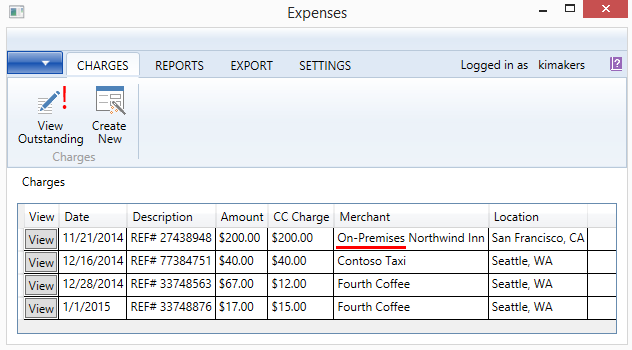 Expenses
CHARGES REPORTS EXPORT SETTINGS Logged in as kimakers
View Outstanding
Create New
Charges
Charges
View Date Description Amount CC Charge Merchant Location
View 11/21/2014 REF# 27438948 $200.00 $200.00 On-Premises Northwind Inn San Francisco, CA
View 12/16/2014 REF# 77384751 $40.00 $40.00 Contoso Taxi Seattle, WA
View 12/28/2014 REF# 33748563 $67.00 $12.00 Fourth Coffee Seattle, WA
View 1/1/2015 REF# 33748876 $17.00 $15.00 Fourth Coffee Seattle, WA